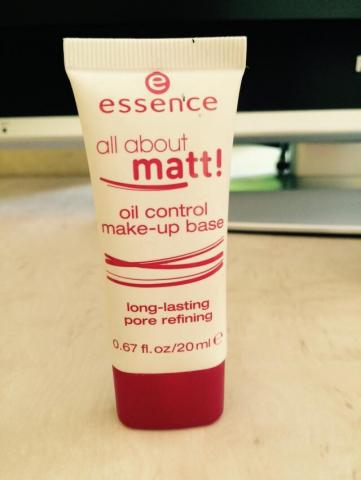 essence
all about
matt!
oil control
make-up base
long-lasting
pore refining
0.67 fl.oz/20ml ℮